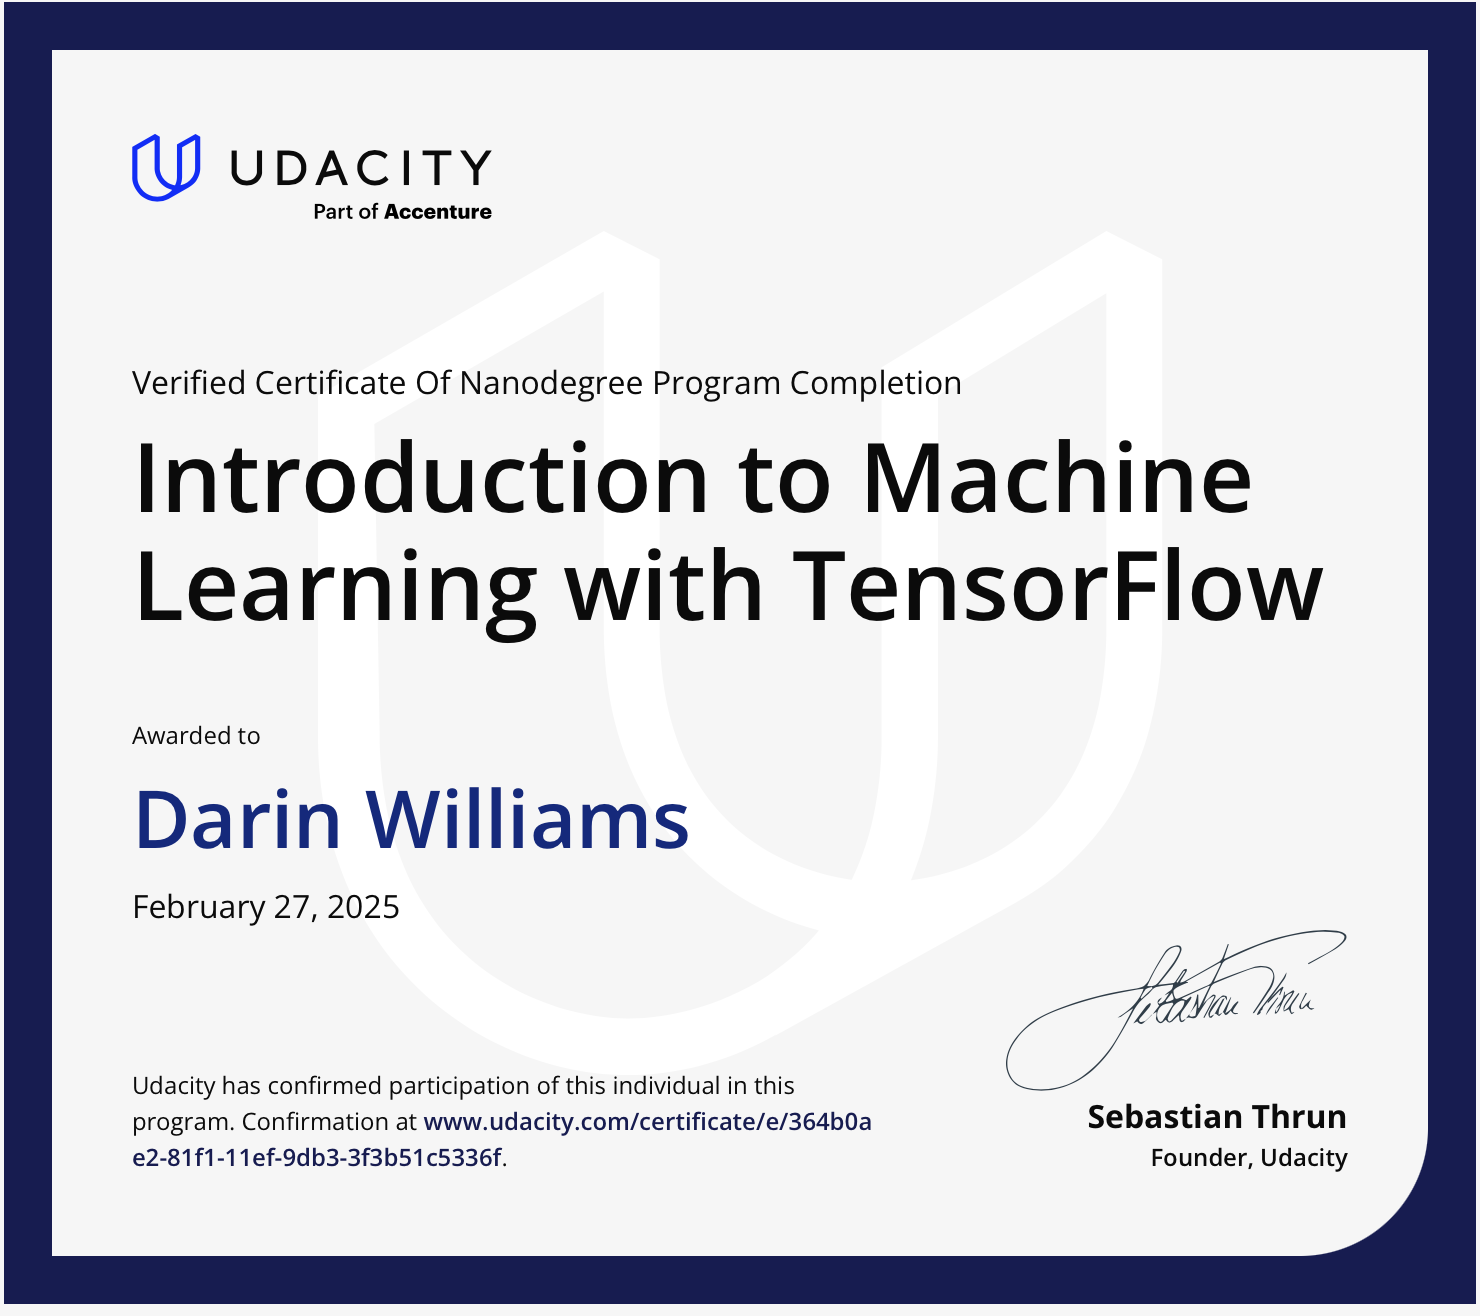 UDACITY
Part of Accenture
Verified Certificate Of Nanodegree Program Completion
Introduction to Machine
Learning with TensorFlow
Awarded to
Darin Williams
February 27, 2025
Udacity has confirmed participation of this individual in this
program. Confirmation at www.udacity.com/certificate/e/364b0a
e2-81f1-11ef-9db3-3f3b51c5336f.
Sebastian Thrun
Sebastian Thrun
Founder, Udacity